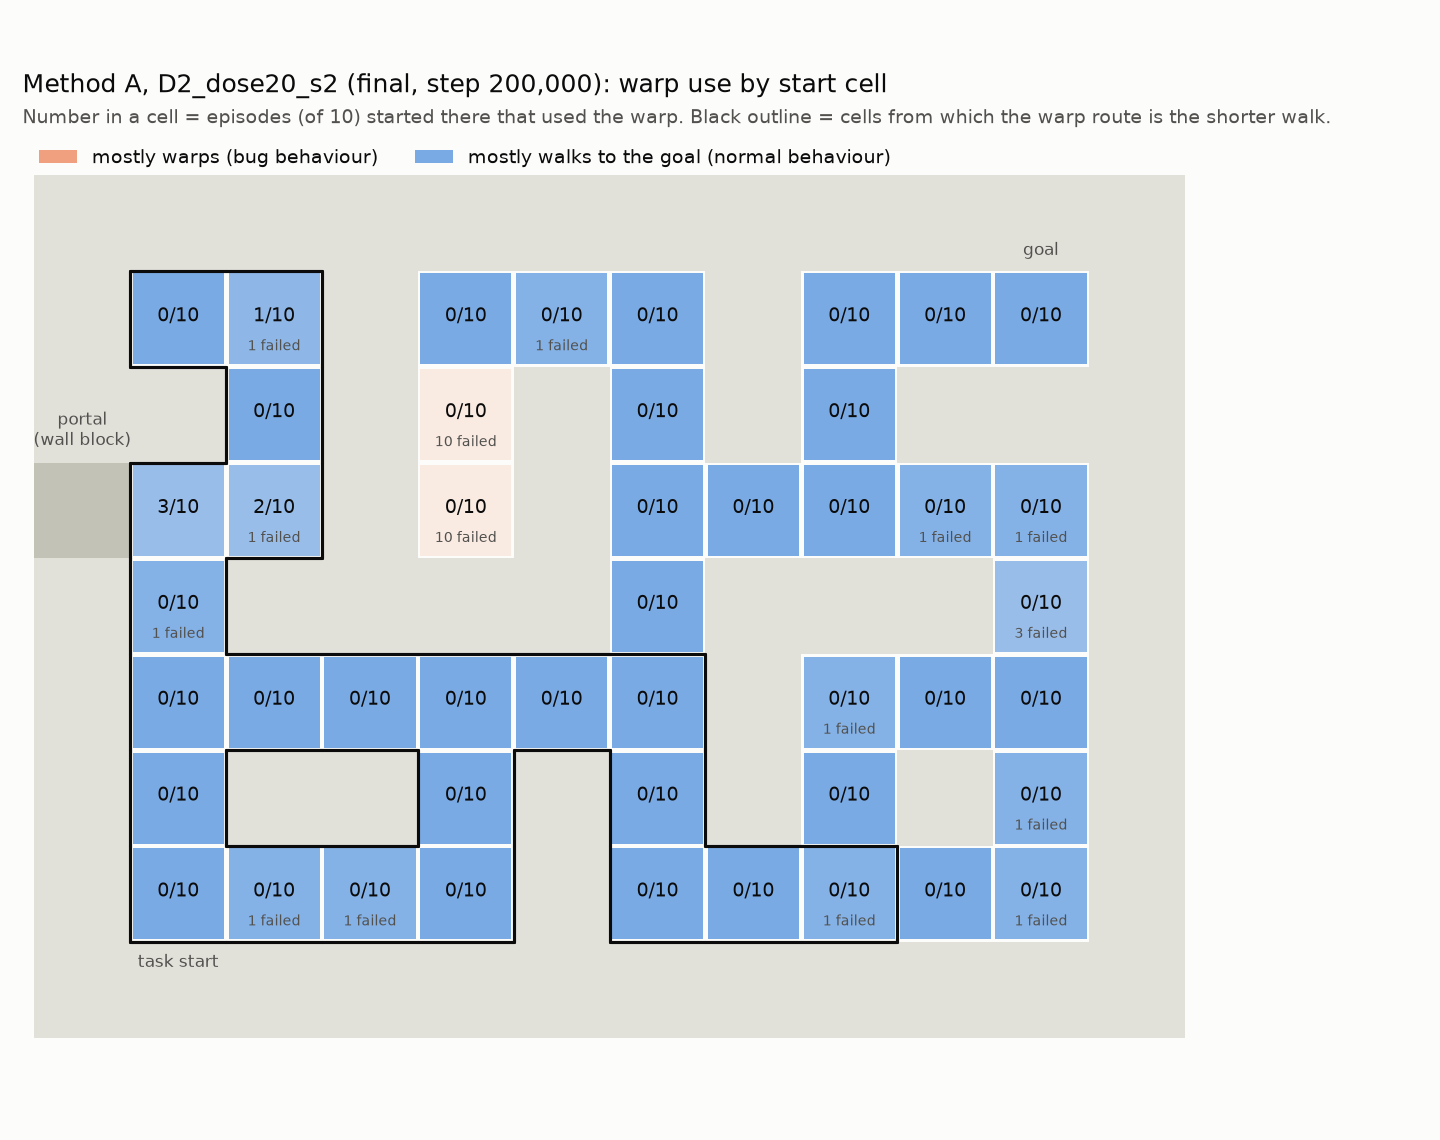 Method A, D2_dose20_s2 (final, step 200,000): warp use by start cell
Number in a cell = episodes (of 10) started there that used the warp. Black outline = cells from which the warp route is the shorter walk.
mostly warps (bug behaviour) mostly walks to the goal (normal behaviour)
goal
0/10 1/10 0/10 0/10 0/10 0/10 0/10 0/10
1 failed 1 failed
0/10 0/10 0/10 0/10
portal
(wall block)
10 failed
3/10 2/10 0/10 0/10 0/10 0/10 0/10 0/10
1 failed 10 failed 1 failed 1 failed
0/10 0/10 0/10
1 failed 3 failed
0/10 0/10 0/10 0/10 0/10 0/10 0/10 0/10 0/10
1 failed
0/10 0/10 0/10 0/10 0/10
1 failed
0/10 0/10 0/10 0/10 0/10 0/10 0/10 0/10 0/10
1 failed 1 failed 1 failed 1 failed
task start